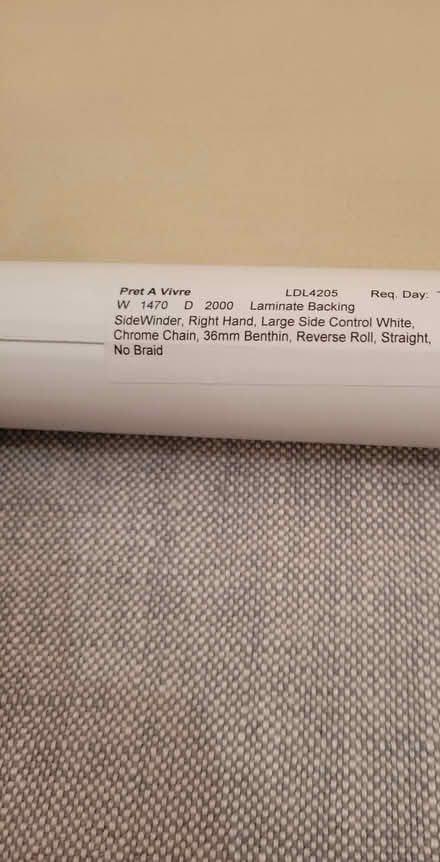 Pret A Vivre LDL4205 Req. Day:
W 1470 D 2000 Laminate Backing
SideWinder, Right Hand, Large Side Control White,
Chrome Chain, 36mm Benthin, Reverse Roll, Straight,
No Braid